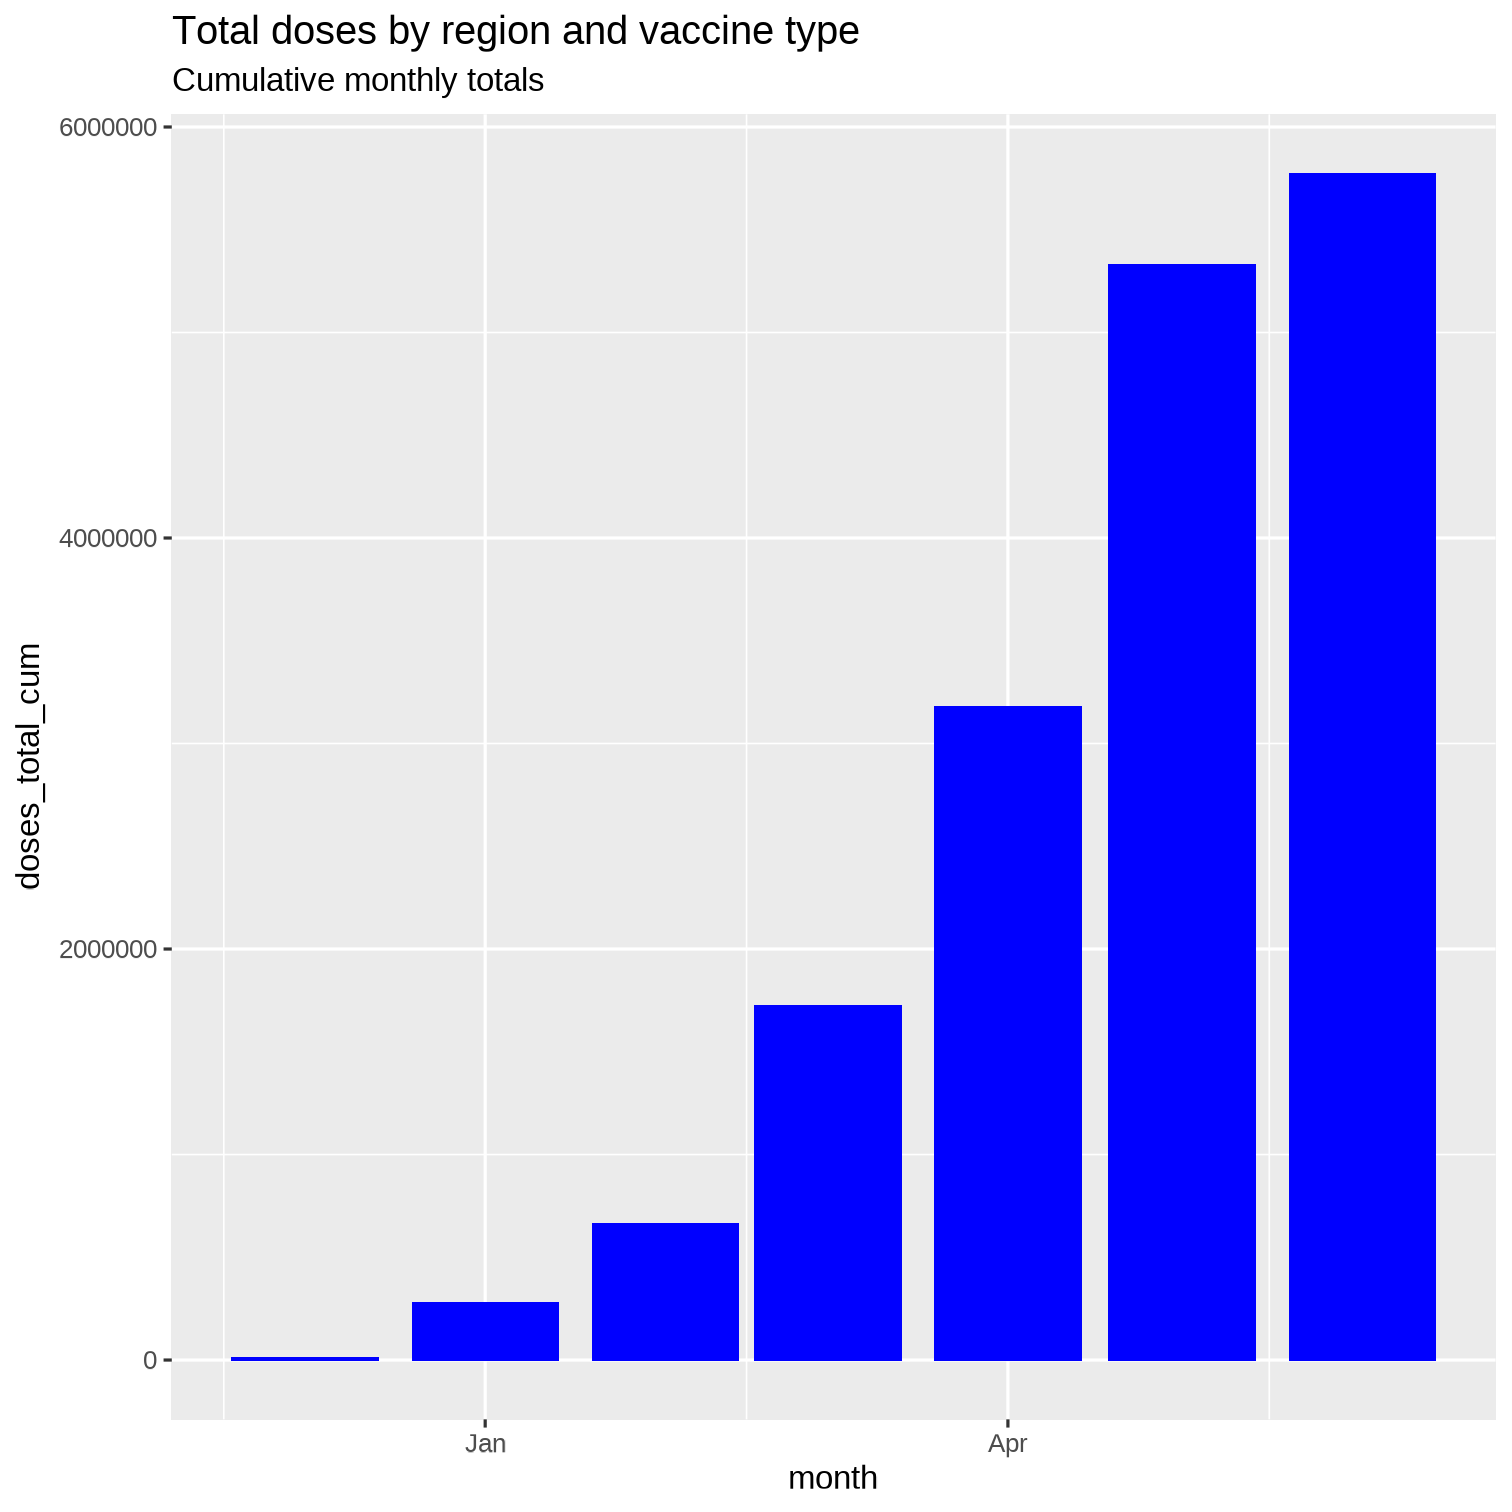 Total doses by region and vaccine type
Cumulative monthly totals
6000000
4000000
2000000
0
doses_total_cum
Jan
Apr
month